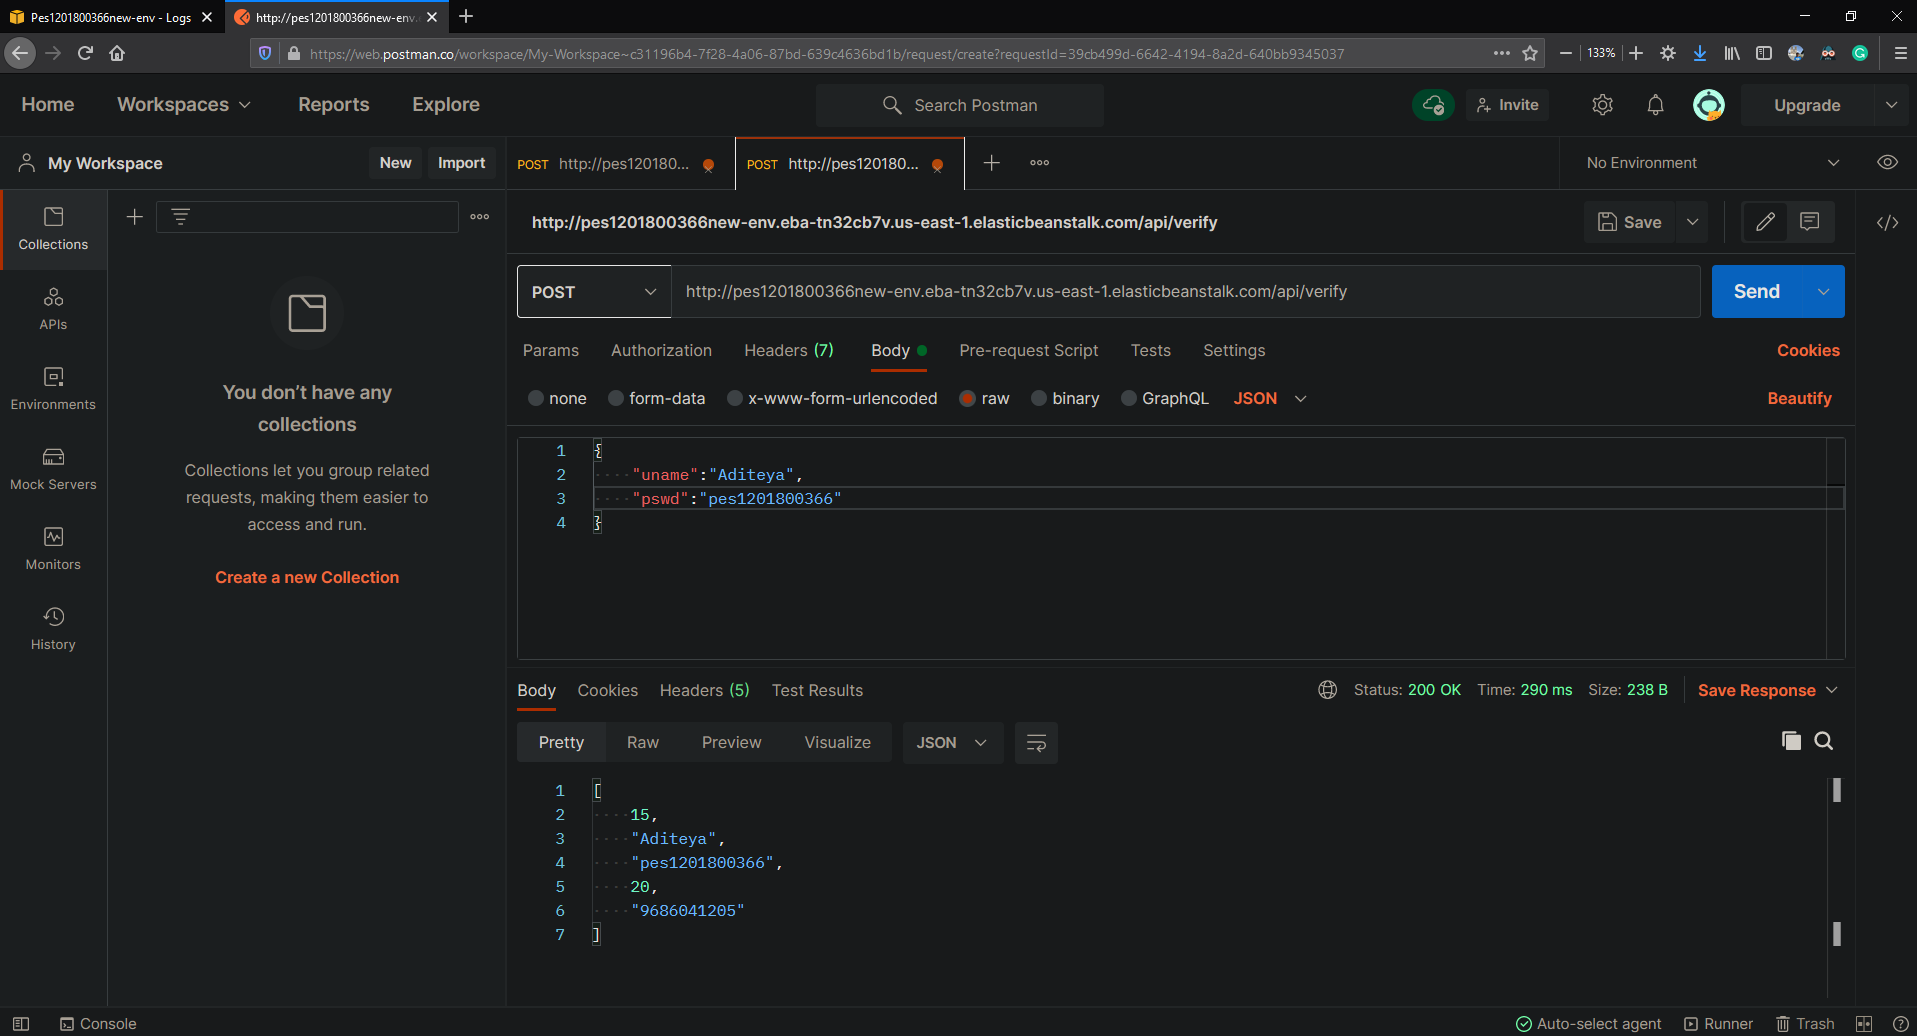 Pes1201800366new-env - Logs
http://pes1201800366new-env.
https://web.postman.co/workspace/My-Workspace~c31196b4-7f28-4a06-87bd-639c4636bd1b/request/create?requestId=39cb499d-6642-4194-8a2d-640bb9345037
133%
Home Workspaces Reports Explore
Search Postman
Invite
Upgrade
My Workspace New Import
POST http://pes120180...
POST http://pes120180...
No Environment
Collections
APIs
Environments
Mock Servers
Monitors
History
You don't have any
collections
Collections let you group related
requests, making them easier to
access and run.
Create a new Collection
http://pes1201800366new-env.eba-tn32cb7v.us-east-1.elasticbeanstalk.com/api/verify
Save
POST http://pes1201800366new-env.eba-tn32cb7v.us-east-1.elasticbeanstalk.com/api/verify Send
Params Authorization Headers (7) Body Pre-request Script Tests Settings Cookies
none form-data x-www-form-urlencoded raw binary GraphQL JSON Beautify
1 {
2 "uname":"Aditeya",
3 "pswd":"pes1201800366"
4 }
Body Cookies Headers (5) Test Results Status: 200 OK Time: 290 ms Size: 238 B Save Response
Pretty Raw Preview Visualize JSON
1 [
2 15,
3 "Aditeya",
4 "pes1201800366",
5 20,
6 "9686041205"
7 ]
Console Auto-select agent Runner Trash